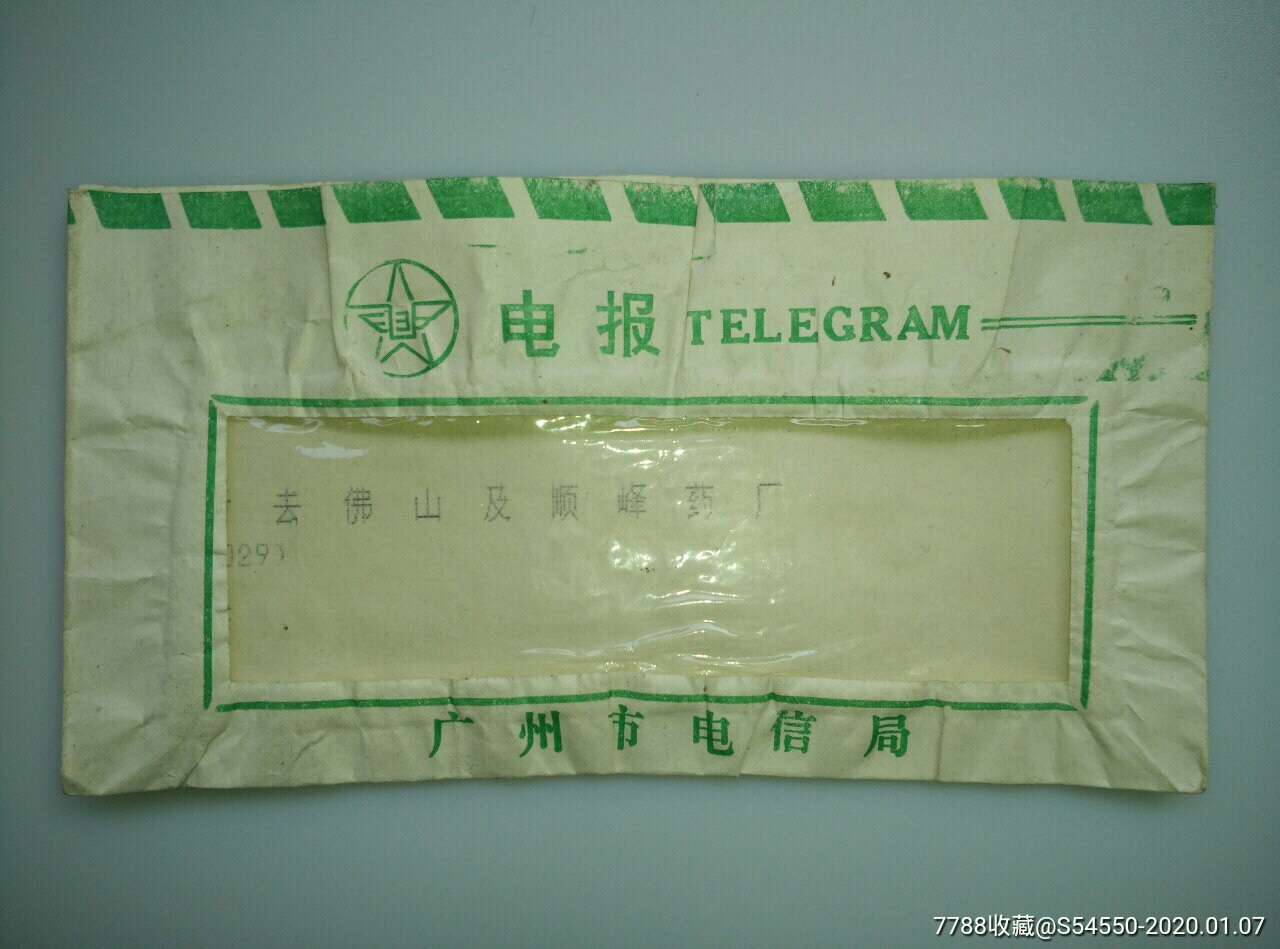 电报 TELEGRAM
去佛山及顺峰药厂
029)
广州市电信局
7788收藏@S54550-2020.01.07